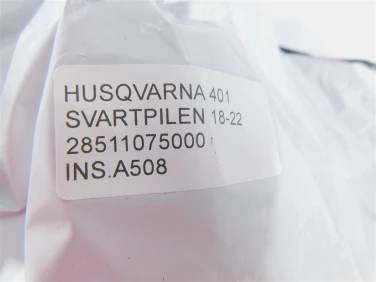 HUSQVARNA 401
SVARTPILEN 18-22
28511075000
INS.A508